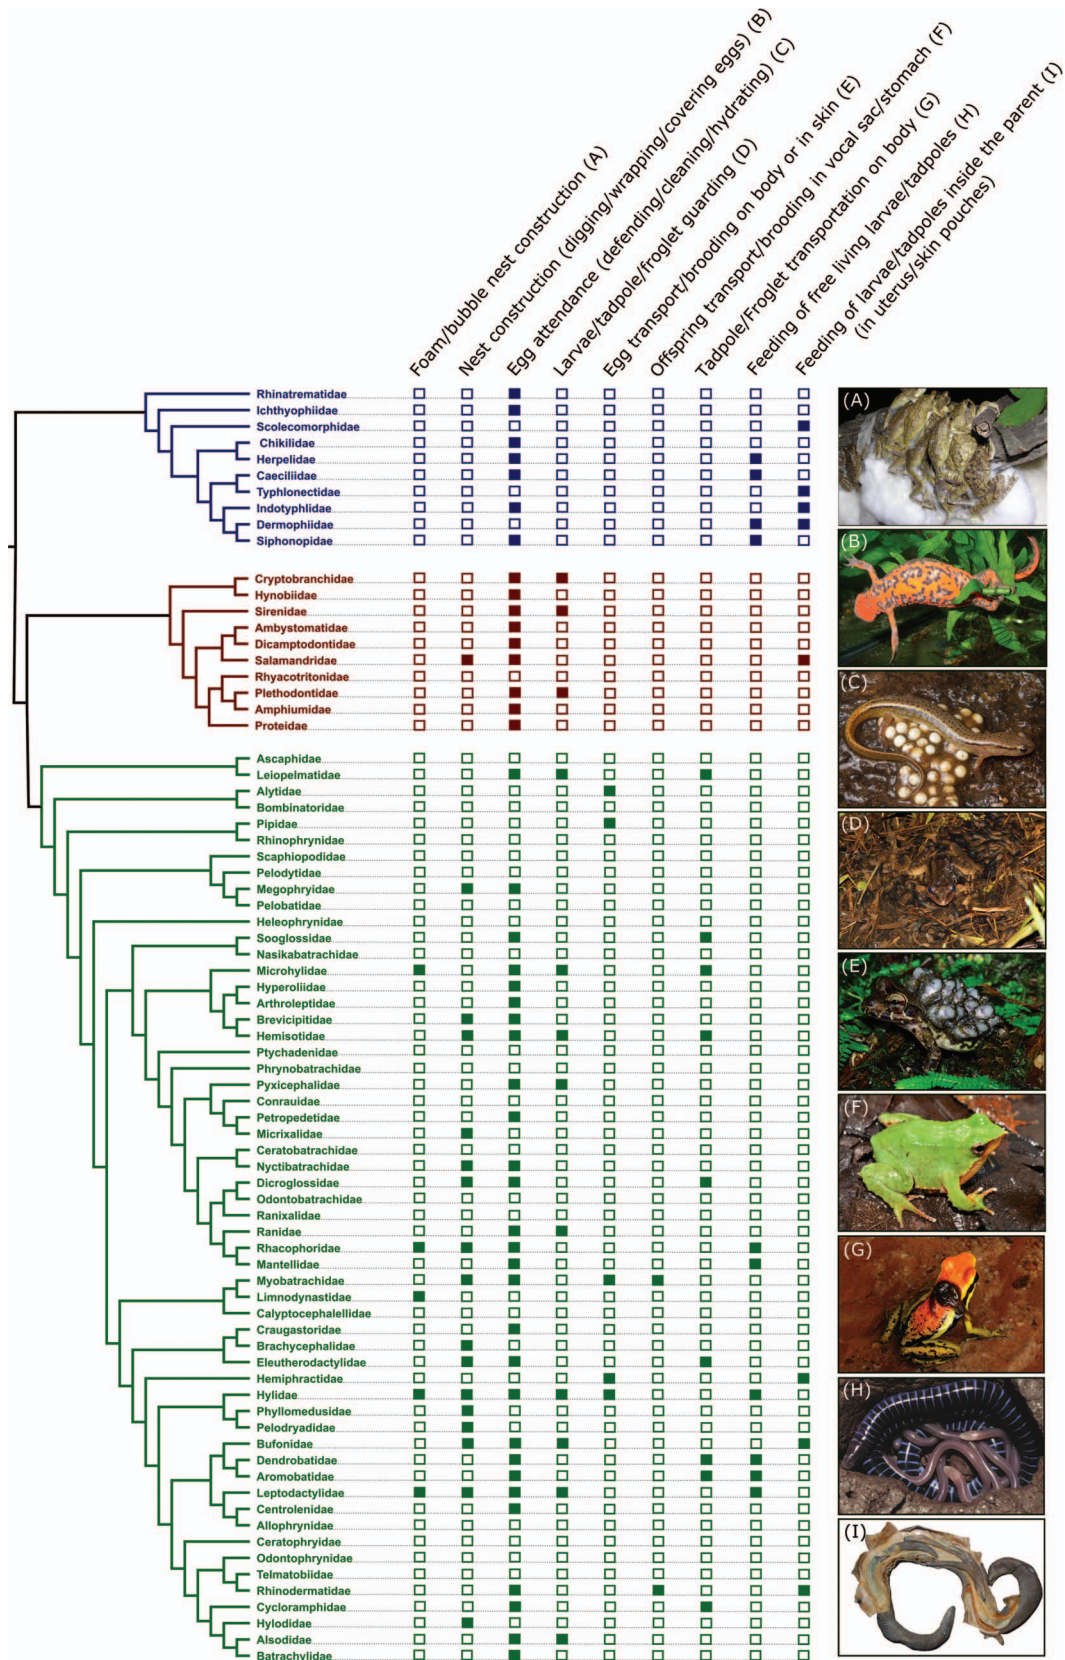 Foam/bubble nest construction (A)
Nest construction (digging/wrapping/covering eggs) (B)
Egg attendance (defending/cleaning/hydrating) (C)
Larvae/tadpole/froglet guarding (D)
Egg transport/brooding on body or in skin (E)
Offspring transport/brooding in vocal sac/stomach (F)
Tadpole/Froglet transportation on body (G)
Feeding of free living larvae/tadpoles (H)
Feeding of larvae/tadpoles inside the parent (I)
(in uterus/skin pouches)
Rhinatrematidae
Ichthyophiidae
Scolecomorphidae
Chikilidae
Herpelidae
Caeciliidae
Typhlonectidae
Indotyphlidae
Dermophiidae
Siphonopidae
Cryptobranchidae
Hynobiidae
Sirenidae
Ambystomatidae
Dicamptodontidae
Salamandridae
Rhyacotritonidae
Plethodontidae
Amphiumidae
Proteidae
Ascaphidae
Leiopelmatidae
Alytidae
Bombinatoridae
Pipidae
Rhinophrynidae
Scaphiopodidae
Pelodytidae
Megophryidae
Pelobatidae
Heleophrynidae
Sooglossidae
Nasikabatrachidae
Microhylidae
Hyperoliidae
Arthroleptidae
Brevicipitidae
Hemisotidae
Ptychadenidae
Phrynobatrachidae
Pyxicephalidae
Conrauidae
Petropedetidae
Micrixalidae
Ceratobatrachidae
Nyctibatrachidae
Dicroglossidae
Odontobatrachidae
Ranixalidae
Ranidae
Rhacophoridae
Mantellidae
Myobatrachidae
Limnodynastidae
Calyptocephalellidae
Craugastoridae
Brachycephalidae
Eleutherodactylidae
Hemiphractidae
Hylidae
Phyllomedusidae
Pelodryadidae
Bufonidae
Dendrobatidae
Aromobatidae
Leptodactylidae
Centrolenidae
Allophrynidae
Ceratophryidae
Odontophrynidae
Telmatobiidae
Rhinodermatidae
Cycloramphidae
Hylodidae
Alsodidae
Batrachylidae
(A)
(B)
(C)
(D)
(E)
(F)
(G)
(H)
(I)